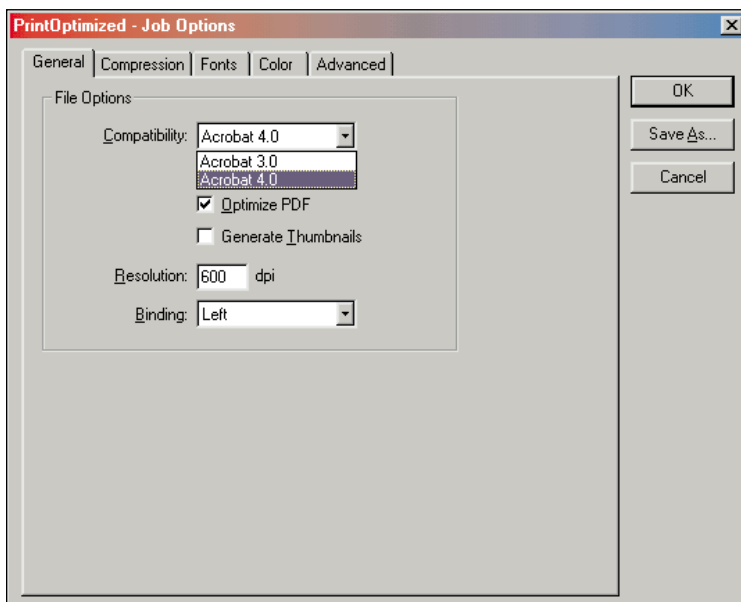 PrintOptimized - Job Options
General Compression Fonts Color Advanced
File Options
Compatibility: Acrobat 4.0
Acrobat 3.0
Acrobat 4.0
Optimize PDF
Generate Thumbnails
Resolution: 600 dpi
Binding: Left
OK
Save As...
Cancel